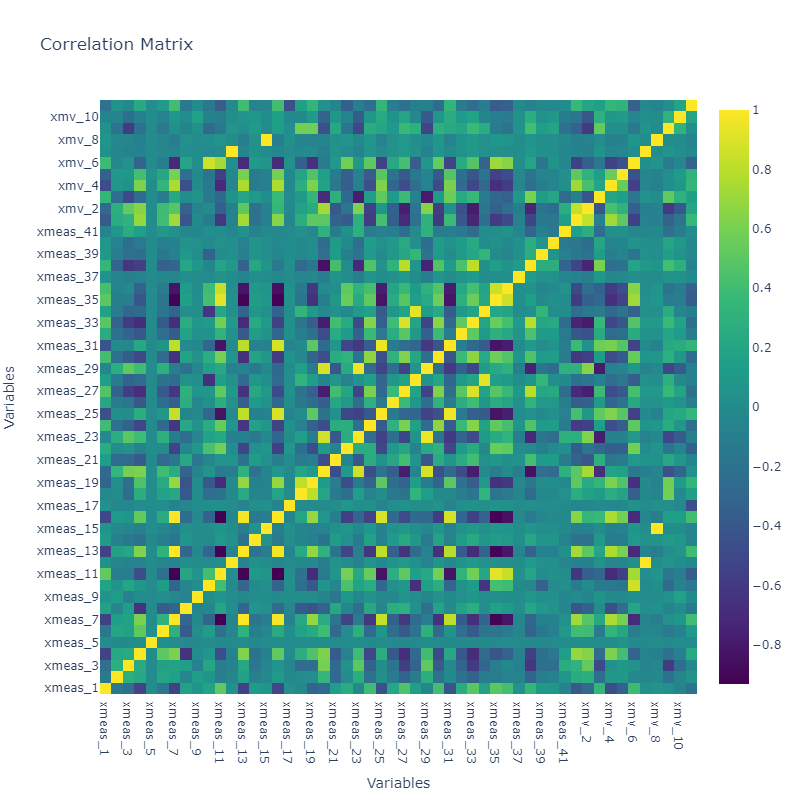 Correlation Matrix
xmv_10
xmv_8
xmv_6
xmv_4
xmv_2
xmeas_41
xmeas_39
xmeas_37
xmeas_35
xmeas_33
xmeas_31
xmeas_29
xmeas_27
xmeas_25
xmeas_23
xmeas_21
xmeas_19
xmeas_17
xmeas_15
xmeas_13
xmeas_11
xmeas_9
xmeas_7
xmeas_5
xmeas_3
xmeas_1
Variables
xmeas_1
xmeas_3
xmeas_5
xmeas_7
xmeas_9
xmeas_11
xmeas_13
xmeas_15
xmeas_17
xmeas_19
xmeas_21
xmeas_23
xmeas_25
xmeas_27
xmeas_29
xmeas_31
xmeas_33
xmeas_35
xmeas_37
xmeas_39
xmeas_41
xmv_2
xmv_4
xmv_6
xmv_8
xmv_10
Variables
1
0.8
0.6
0.4
0.2
0
−0.2
−0.4
−0.6
−0.8